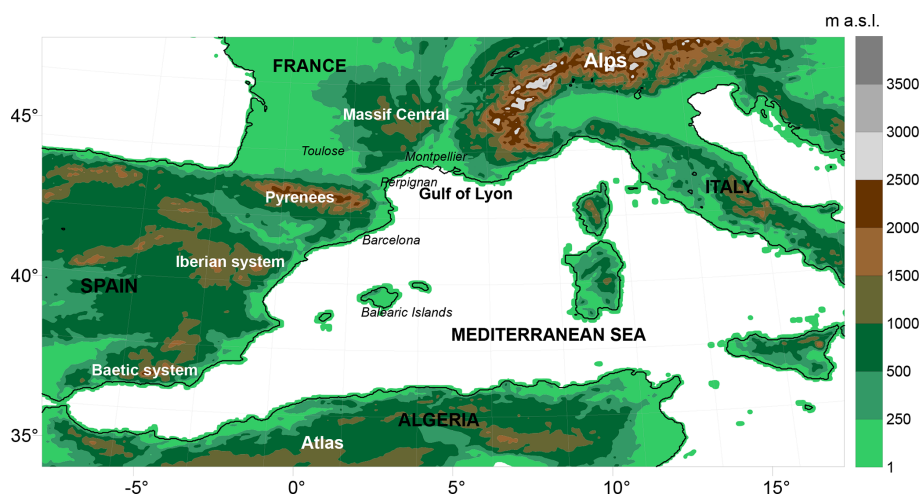 m a.s.l.
FRANCE
Alps
3500
Massif Central
45°
3000
Toulose
Montpellier
2500
Perpignan
ITALY
Pyrenees
Gulf of Lyon
2000
Barcelona
Iberian system
40°
1500
SPAIN
Balearic Islands
1000
MEDITERRANEAN SEA
Baetic system
500
ALGERIA
250
35°
Atlas
1
-5°
0°
5°
10°
15°